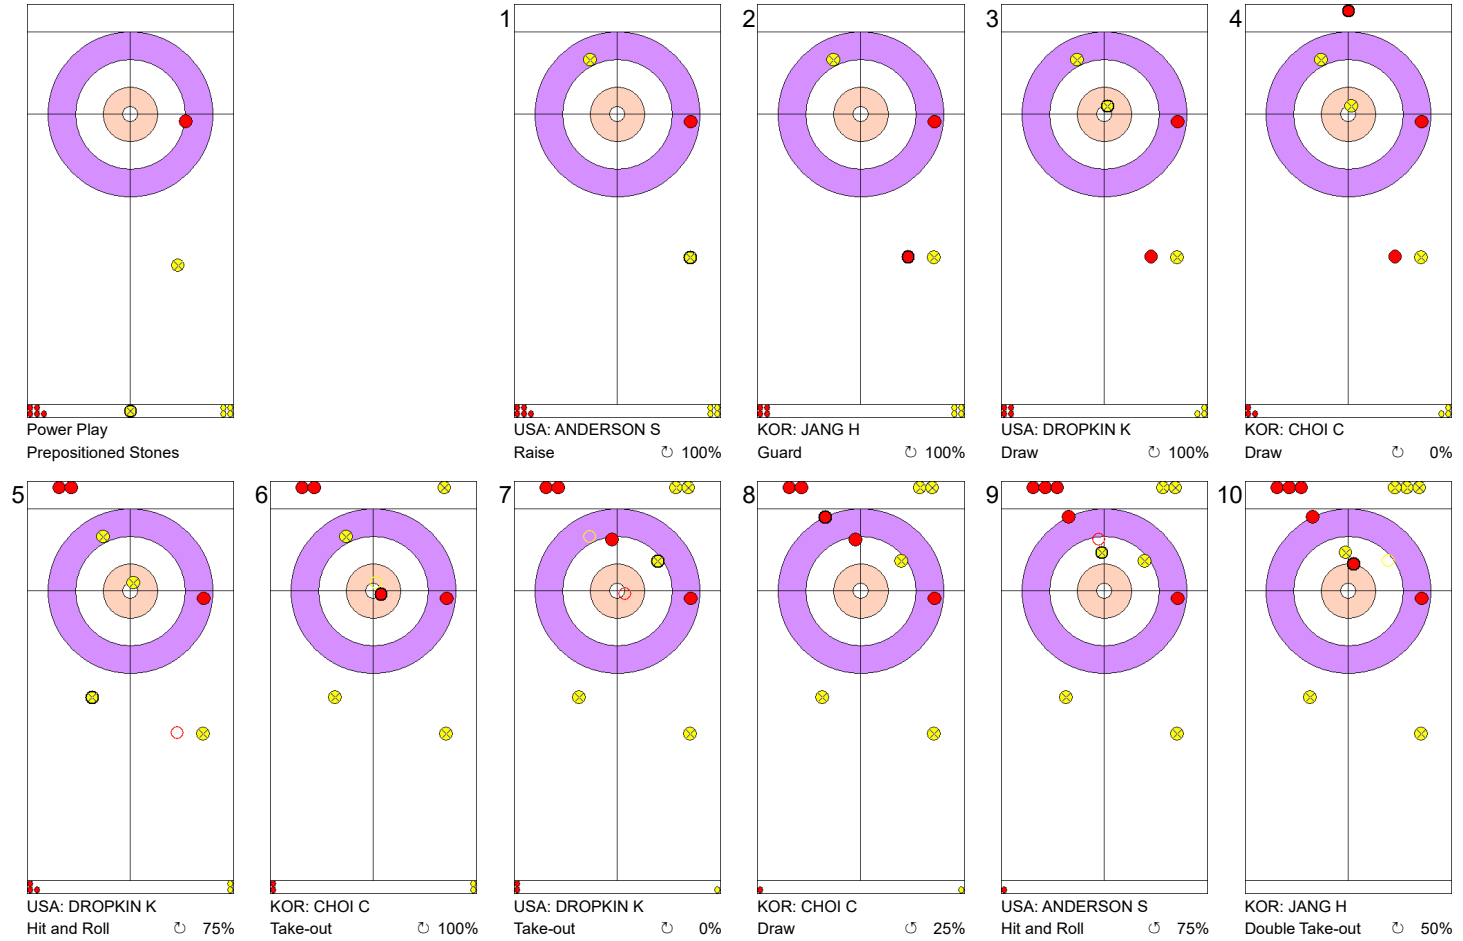 1
2
3
4
Power Play
Prepositioned Stones
USA: ANDERSON S
Raise ↻ 100%
KOR: JANG H
Guard ↻ 100%
USA: DROPKIN K
Draw ↻ 100%
KOR: CHOI C
Draw ↻ 0%
5
6
7
8
9
10
USA: DROPKIN K
Hit and Roll ↻ 75%
KOR: CHOI C
Take-out ↻ 100%
USA: DROPKIN K
Take-out ↻ 0%
KOR: CHOI C
Draw ↺ 25%
USA: ANDERSON S
Hit and Roll ↺ 75%
KOR: JANG H
Double Take-out ↻ 50%